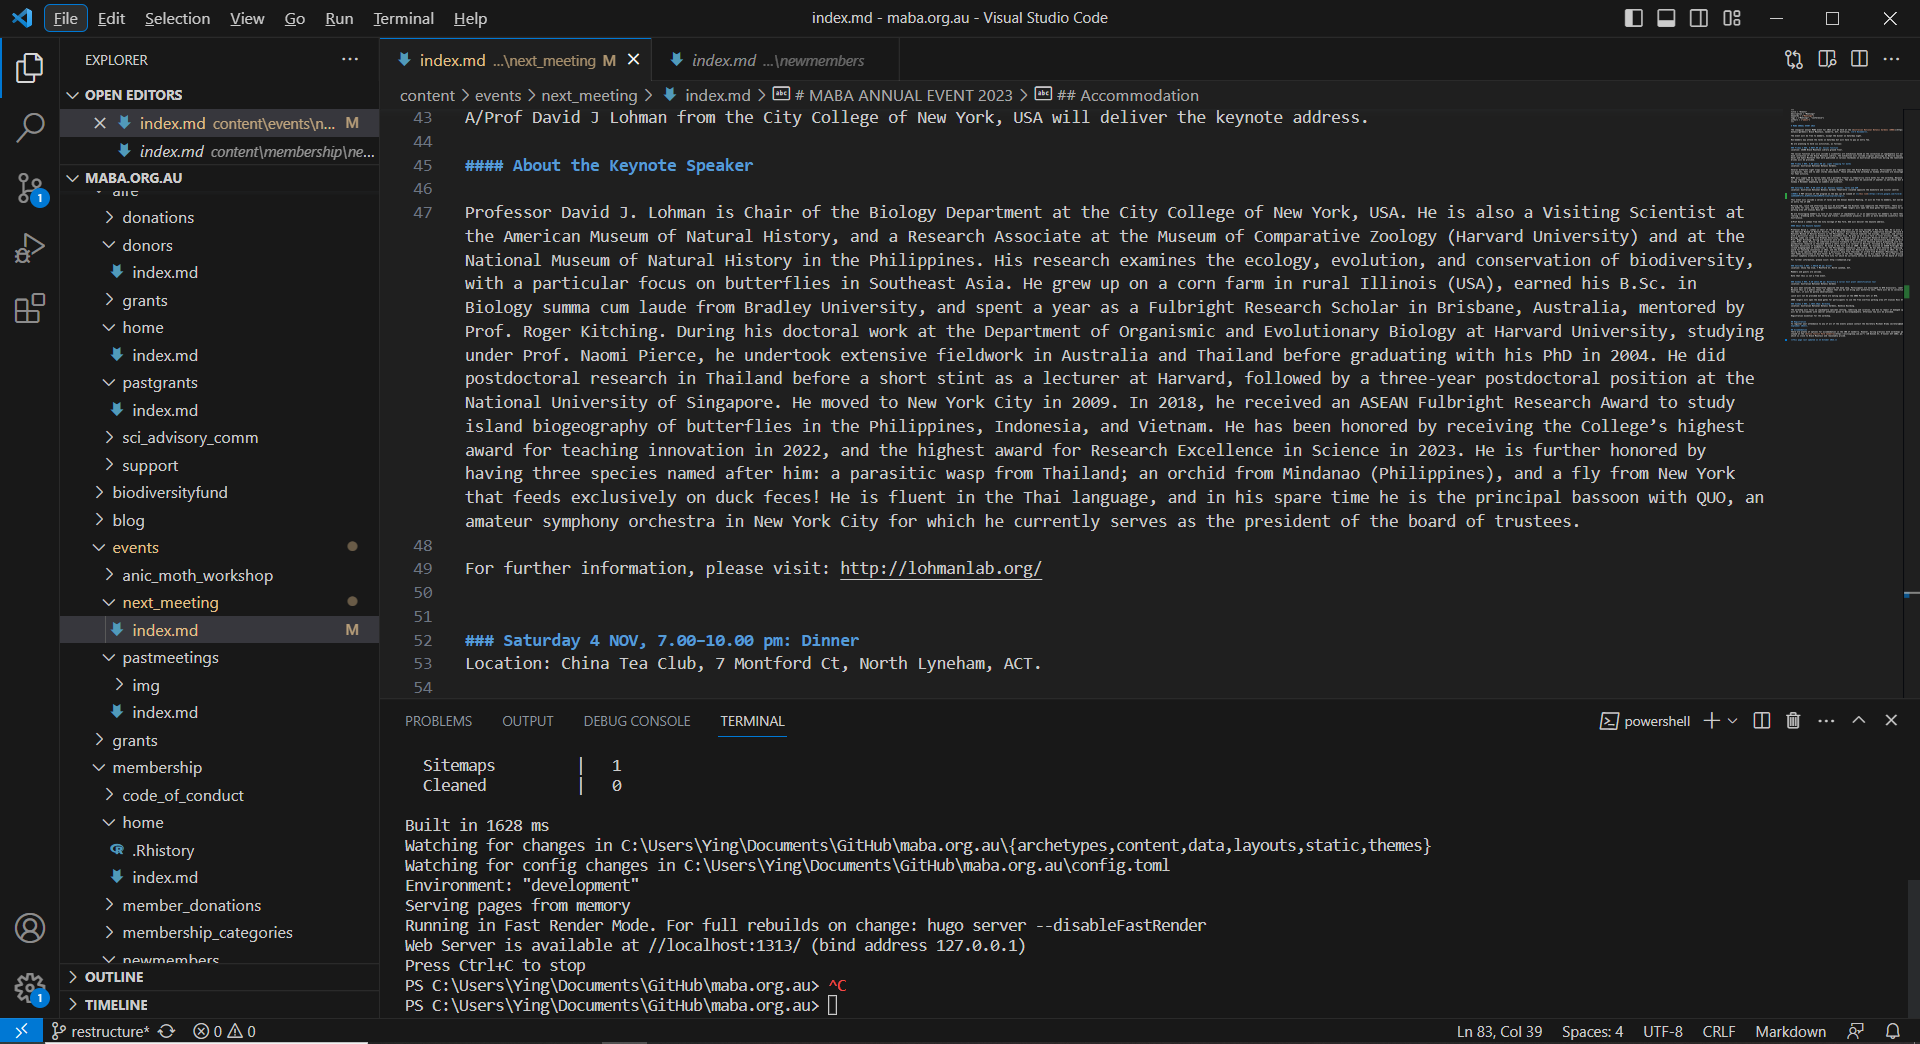 File Edit Selection View Go Run Terminal Help
index.md - maba.org.au - Visual Studio Code
EXPLORER
OPEN EDITORS
index.md content\events\n... M
index.md content\membership\ne...
MABA.ORG.AU
donations
donors
index.md
grants
home
index.md
pastgrants
index.md
sci_advisory_comm
support
biodiversityfund
blog
events
anic_moth_workshop
next_meeting
index.md M
pastmeetings
img
index.md
grants
membership
code_of_conduct
home
.Rhistory
index.md
member_donations
membership_categories
newmembers
OUTLINE
TIMELINE
1
1
index.md ...\next_meeting M
index.md ...\newmembers
content > events > next_meeting > index.md > # MABA ANNUAL EVENT 2023 > ## Accommodation
43 A/Prof David J Lohman from the City College of New York, USA will deliver the keynote address.
44
45 #### About the Keynote Speaker
46
47 Professor David J. Lohman is Chair of the Biology Department at the City College of New York, USA. He is also a Visiting Scientist at
the American Museum of Natural History, and a Research Associate at the Museum of Comparative Zoology (Harvard University) and at the
National Museum of Natural History in the Philippines. His research examines the ecology, evolution, and conservation of biodiversity,
with a particular focus on butterflies in Southeast Asia. He grew up on a corn farm in rural Illinois (USA), earned his B.Sc. in
Biology summa cum laude from Bradley University, and spent a year as a Fulbright Research Scholar in Brisbane, Australia, mentored by
Prof. Roger Kitching. During his doctoral work at the Department of Organismic and Evolutionary Biology at Harvard University, studying
under Prof. Naomi Pierce, he undertook extensive fieldwork in Australia and Thailand before graduating with his PhD in 2004. He did
postdoctoral research in Thailand before a short stint as a lecturer at Harvard, followed by a three-year postdoctoral position at the
National University of Singapore. He moved to New York City in 2009. In 2018, he received an ASEAN Fulbright Research Award to study
island biogeography of butterflies in the Philippines, Indonesia, and Vietnam. He has been honored by receiving the College’s highest
award for teaching innovation in 2022, and the highest award for Research Excellence in Science in 2023. He is further honored by
having three species named after him: a parasitic wasp from Thailand; an orchid from Mindanao (Philippines), and a fly from New York
that feeds exclusively on duck feces! He is fluent in the Thai language, and in his spare time he is the principal bassoon with QUO, an
amateur symphony orchestra in New York City for which he currently serves as the president of the board of trustees.
48
49 For further information, please visit: http://lohmanlab.org/
50
51
52 ### Saturday 4 NOV, 7.00–10.00 pm: Dinner
53 Location: China Tea Club, 7 Montford Ct, North Lyneham, ACT.
54
PROBLEMS OUTPUT DEBUG CONSOLE TERMINAL
powershell
Sitemaps | 1
Cleaned | 0
Built in 1628 ms
Watching for changes in C:\Users\Ying\Documents\GitHub\maba.org.au\{archetypes,content,data,layouts,static,themes}
Watching for config changes in C:\Users\Ying\Documents\GitHub\maba.org.au\config.toml
Environment: "development"
Serving pages from memory
Running in Fast Render Mode. For full rebuilds on change: hugo server --disableFastRender
Web Server is available at //localhost:1313/ (bind address 127.0.0.1)
Press Ctrl+C to stop
PS C:\Users\Ying\Documents\GitHub\maba.org.au> ^C
PS C:\Users\Ying\Documents\GitHub\maba.org.au>
restructure* 0 0
Ln 83, Col 39 Spaces: 4 UTF-8 CRLF Markdown